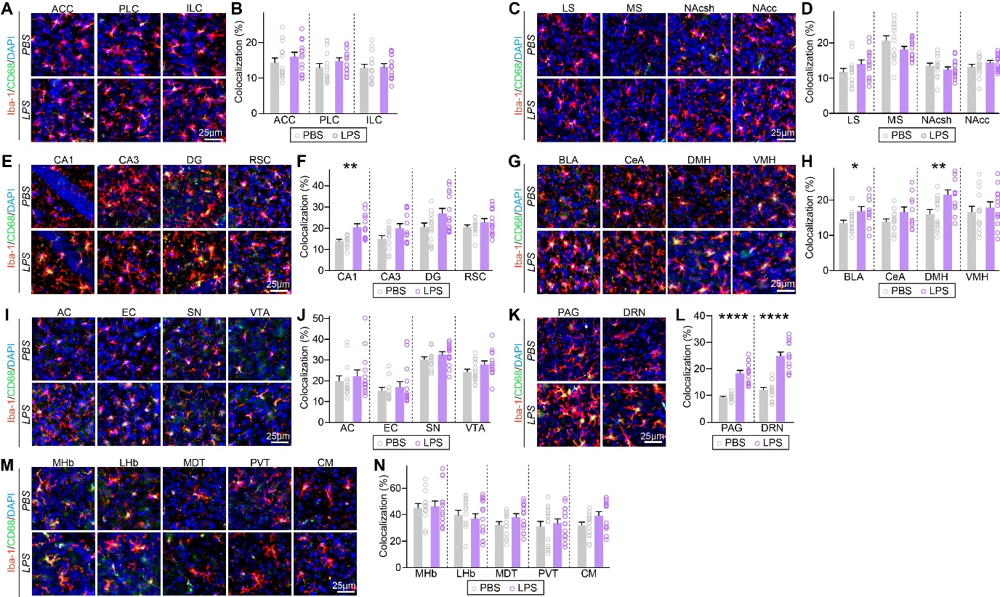 A
ACC PLC ILC
Iba-1/CD68/DAPI
PBS
LPS
25μm
B
Colocalization (%)
20
10
0
ACC PLC ILC
PBS LPS
C
LS MS NAcsh NAcc
Iba-1/CD68/DAPI
PBS
LPS
25μm
D
Colocalization (%)
20
10
0
LS MS NAcsh NAcc
PBS LPS
E
CA1 CA3 DG RSC
Iba-1/CD68/DAPI
PBS
LPS
25μm
F
Colocalization (%)
**
40
30
20
10
0
CA1 CA3 DG RSC
PBS LPS
G
BLA CeA DMH VMH
Iba-1/CD68/DAPI
PBS
LPS
25μm
H
Colocalization (%)
* **
20
10
0
BLA CeA DMH VMH
PBS LPS
I
AC EC SN VTA
Iba-1/CD68/DAPI
PBS
LPS
25μm
J
Colocalization (%)
50
40
30
20
10
0
AC EC SN VTA
PBS LPS
K
PAG DRN
Iba-1/CD68/DAPI
PBS
LPS
25μm
L
Colocalization (%)
**** ****
40
30
20
10
0
PAG DRN
PBS LPS
M
MHb LHb MDT PVT CM
Iba-1/CD68/DAPI
PBS
LPS
25μm
N
Colocalization (%)
60
40
20
0
MHb LHb MDT PVT CM
PBS LPS